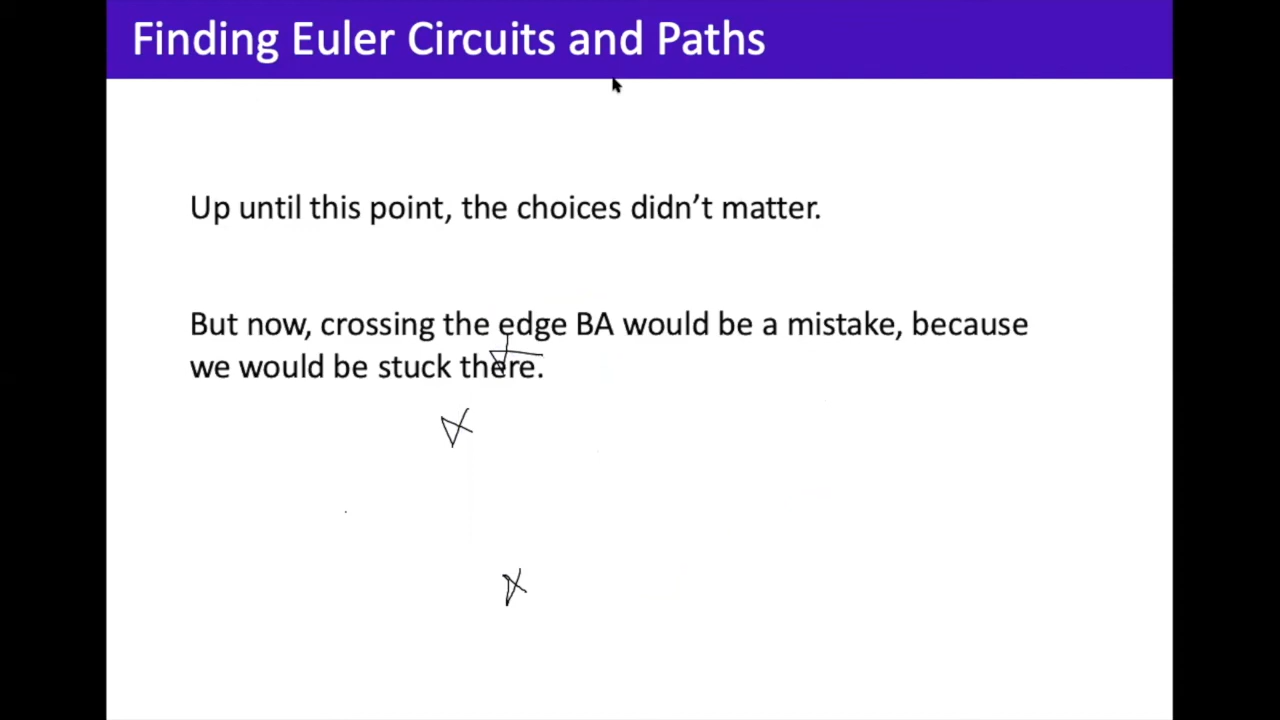 Finding Euler Circuits and Paths
Up until this point, the choices didn’t matter.
But now, crossing the edge BA would be a mistake, because
we would be stuck there.